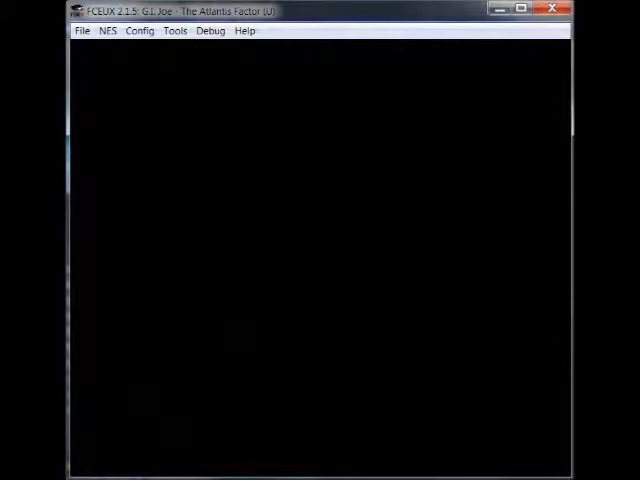 FCEUX 2.1.5: G.I. Joe - The Atlantis Factor (U)
File NES Config Tools Debug Help